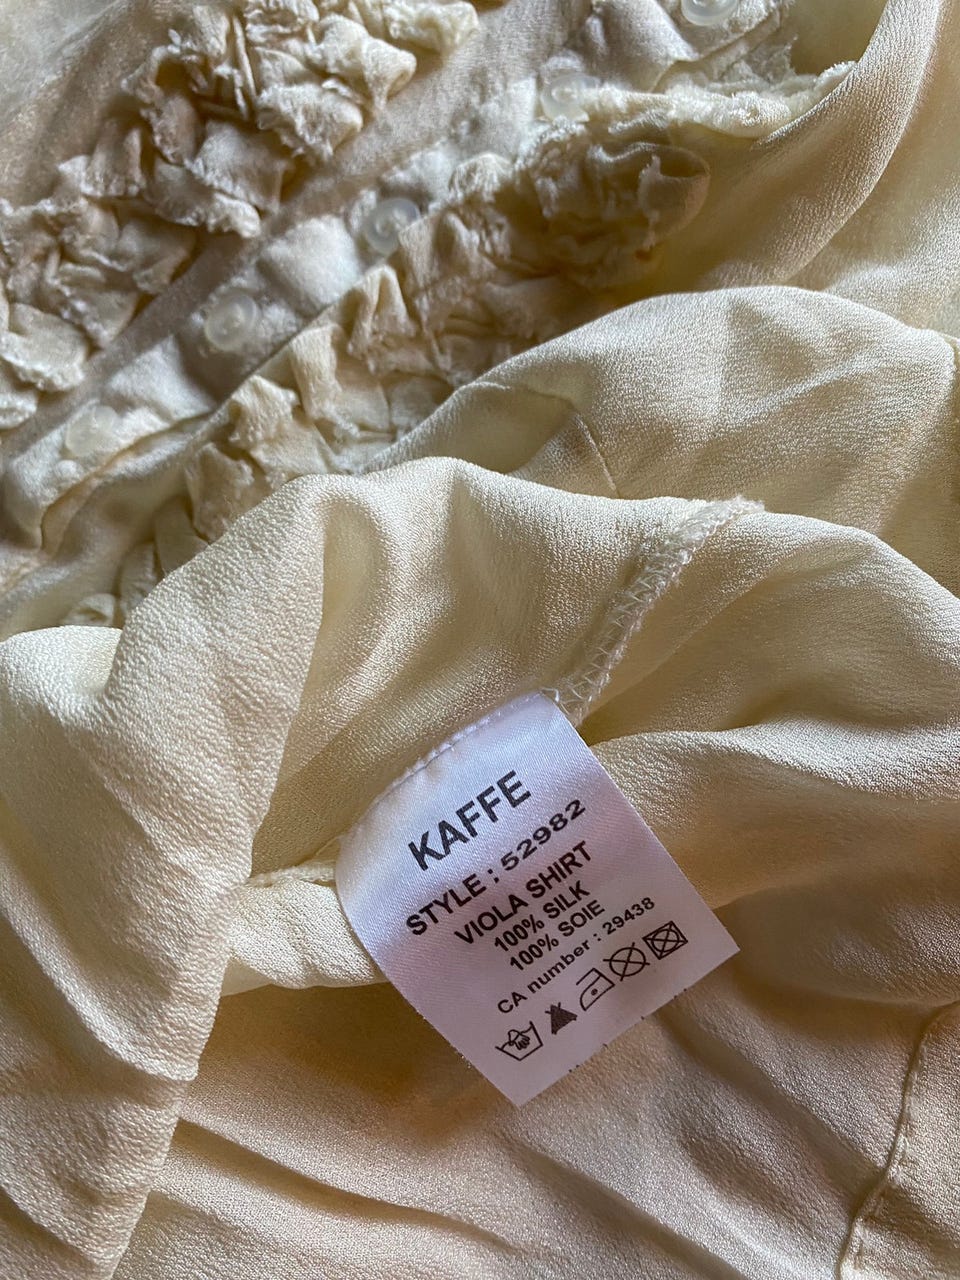 KAFFE
STYLE : 52982
VIOLA SHIRT
100% SILK
100% SOIE
CA number : 29438